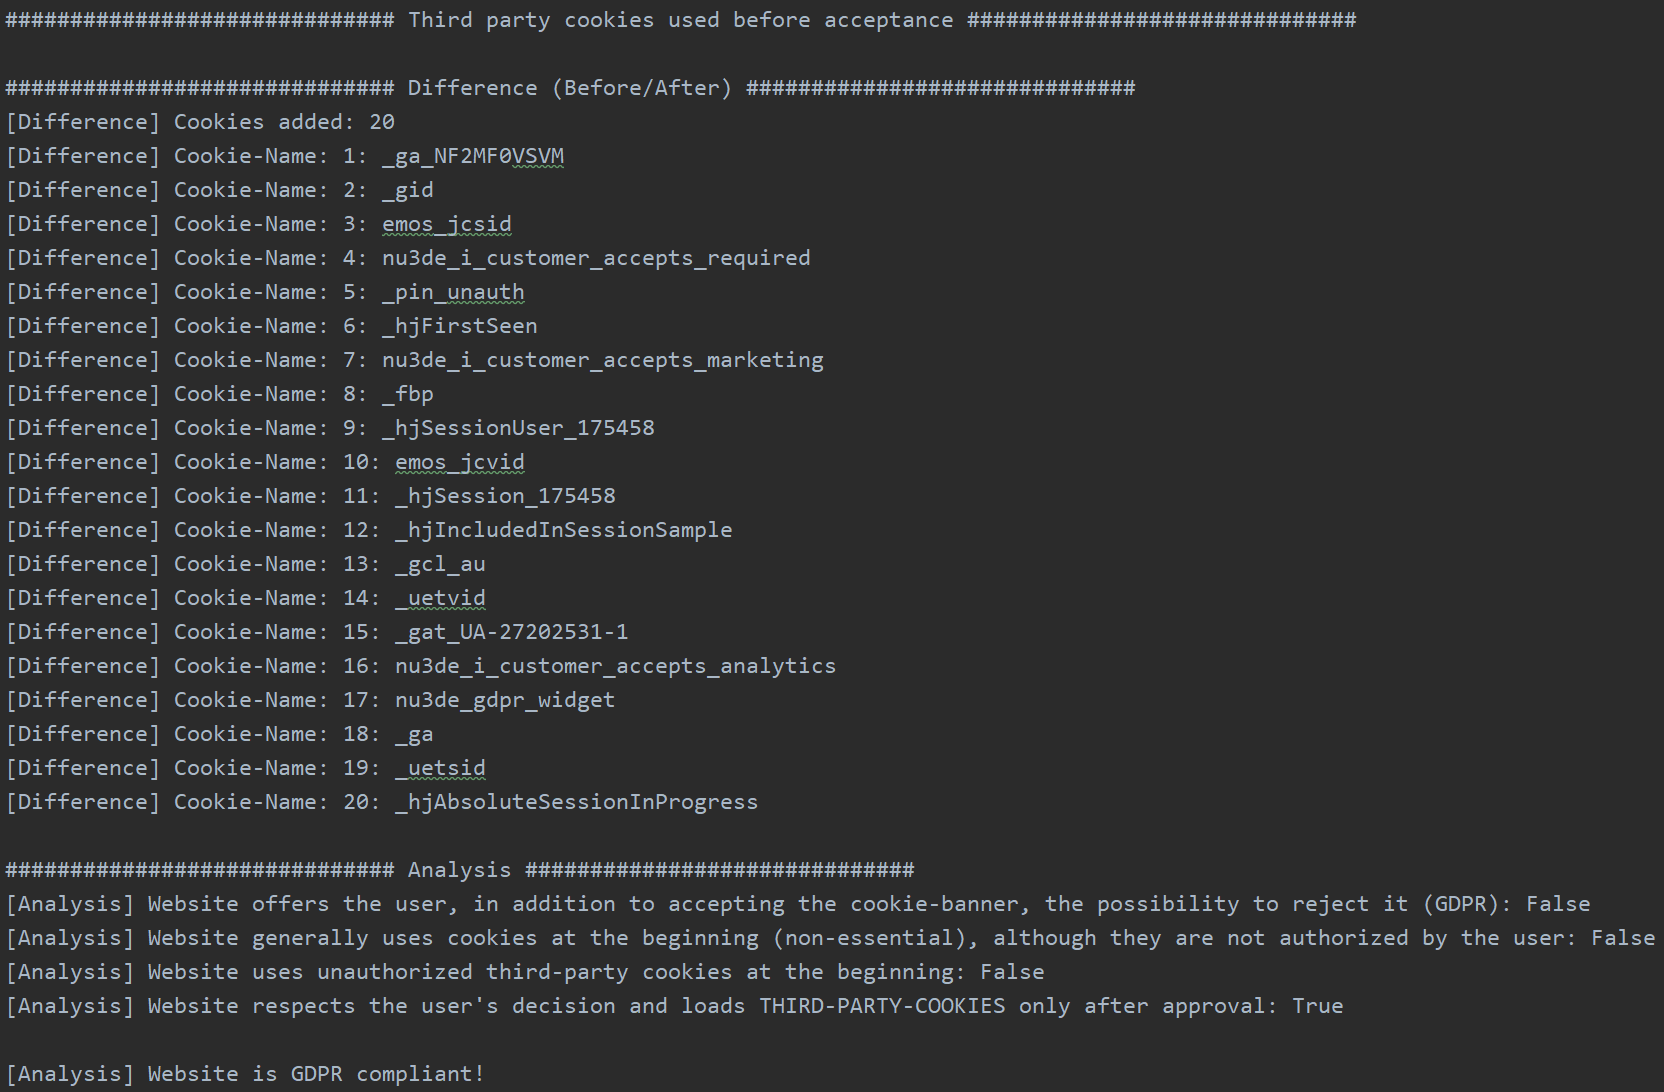 ############################## Third party cookies used before acceptance ##############################
############################## Difference (Before/After) ##############################
[Difference] Cookies added: 20
[Difference] Cookie-Name: 1: _ga_NF2MF0VSVM
[Difference] Cookie-Name: 2: _gid
[Difference] Cookie-Name: 3: emos_jcsid
[Difference] Cookie-Name: 4: nu3de_i_customer_accepts_required
[Difference] Cookie-Name: 5: _pin_unauth
[Difference] Cookie-Name: 6: _hjFirstSeen
[Difference] Cookie-Name: 7: nu3de_i_customer_accepts_marketing
[Difference] Cookie-Name: 8: _fbp
[Difference] Cookie-Name: 9: _hjSessionUser_175458
[Difference] Cookie-Name: 10: emos_jcvid
[Difference] Cookie-Name: 11: _hjSession_175458
[Difference] Cookie-Name: 12: _hjIncludedInSessionSample
[Difference] Cookie-Name: 13: _gcl_au
[Difference] Cookie-Name: 14: _uetvid
[Difference] Cookie-Name: 15: _gat_UA-27202531-1
[Difference] Cookie-Name: 16: nu3de_i_customer_accepts_analytics
[Difference] Cookie-Name: 17: nu3de_gdpr_widget
[Difference] Cookie-Name: 18: _ga
[Difference] Cookie-Name: 19: _uetsid
[Difference] Cookie-Name: 20: _hjAbsoluteSessionInProgress
############################## Analysis ##############################
[Analysis] Website offers the user, in addition to accepting the cookie-banner, the possibility to reject it (GDPR): False
[Analysis] Website generally uses cookies at the beginning (non-essential), although they are not authorized by the user: False
[Analysis] Website uses unauthorized third-party cookies at the beginning: False
[Analysis] Website respects the user's decision and loads THIRD-PARTY-COOKIES only after approval: True
[Analysis] Website is GDPR compliant!